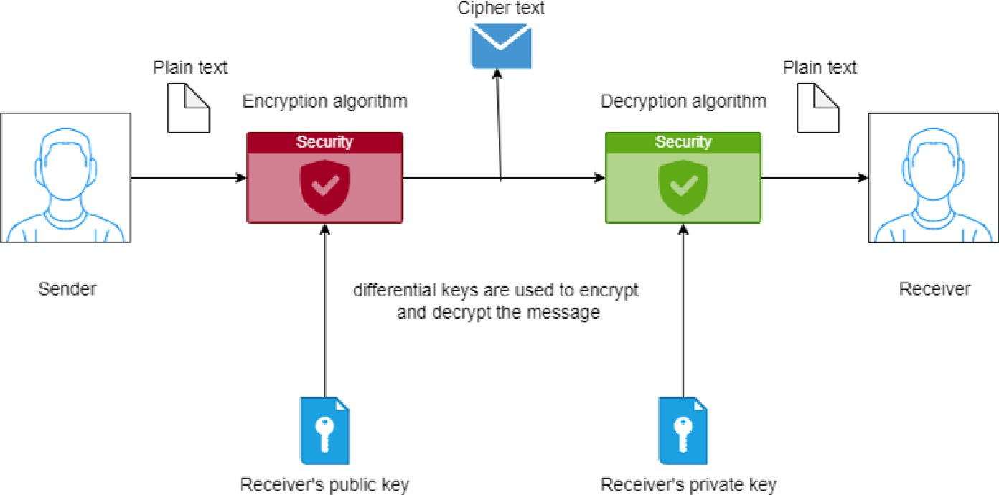 Cipher text
Plain text
Plain text
Encryption algorithm
Decryption algorithm
Security
Security
Sender
differential keys are used to encrypt
and decrypt the message
Receiver
Receiver's public key
Receiver's private key